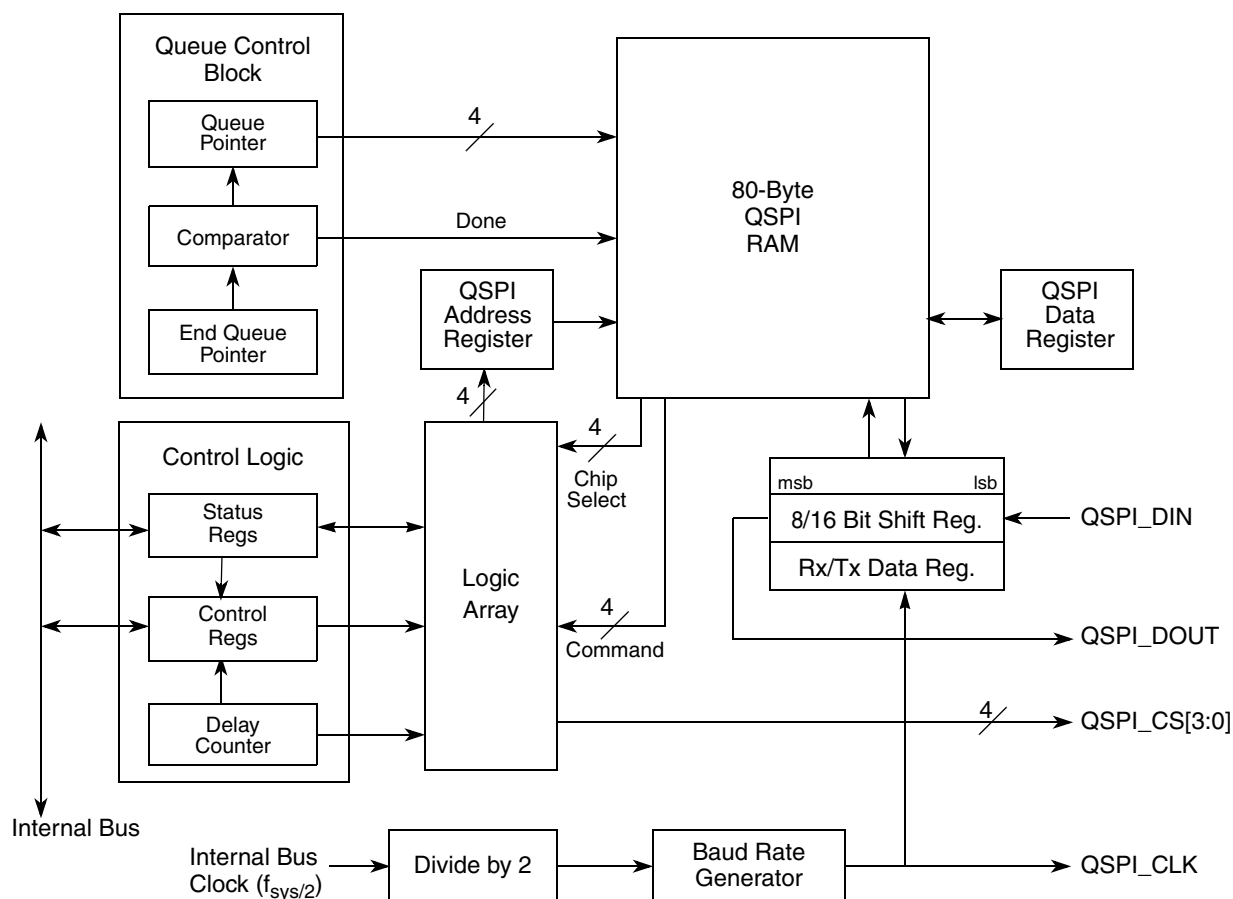 Queue Control
Block
Queue
Pointer
4
Comparator
Done
End Queue
Pointer
80-Byte
QSPI
RAM
QSPI
Address
Register
QSPI
Data
Register
4
Control Logic
Status
Regs
Control
Regs
Delay
Counter
Logic
Array
4
Chip
Select
4
Command
msb
lsb
8/16 Bit Shift Reg.
Rx/Tx Data Reg.
QSPI_DIN
QSPI_DOUT
4
QSPI_CS[3:0]
Internal Bus
Internal Bus
Clock (fsys/2)
Divide by 2
Baud Rate
Generator
QSPI_CLK